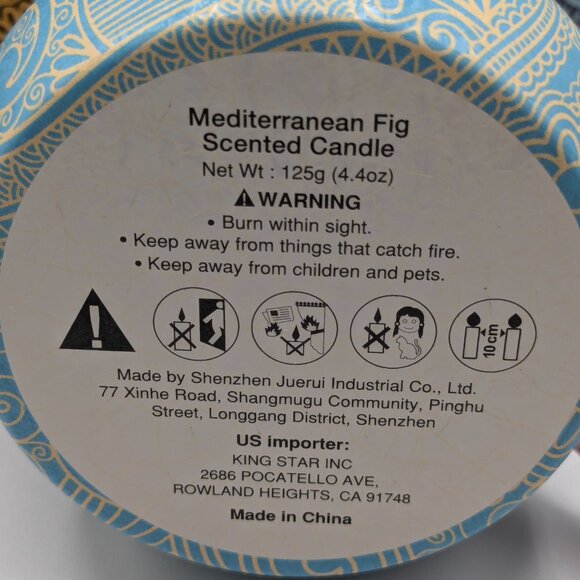 Mediterranean Fig
Scented Candle
Net Wt : 125g (4.4oz)
WARNING
• Burn within sight.
• Keep away from things that catch fire.
• Keep away from children and pets.
10cm
Made by Shenzhen Juerui Industrial Co., Ltd.
77 Xinhe Road, Shangmugu Community, Pinghu
Street, Longgang District, Shenzhen
US importer:
KING STAR INC
2686 POCATELLO AVE,
ROWLAND HEIGHTS, CA 91748
Made in China